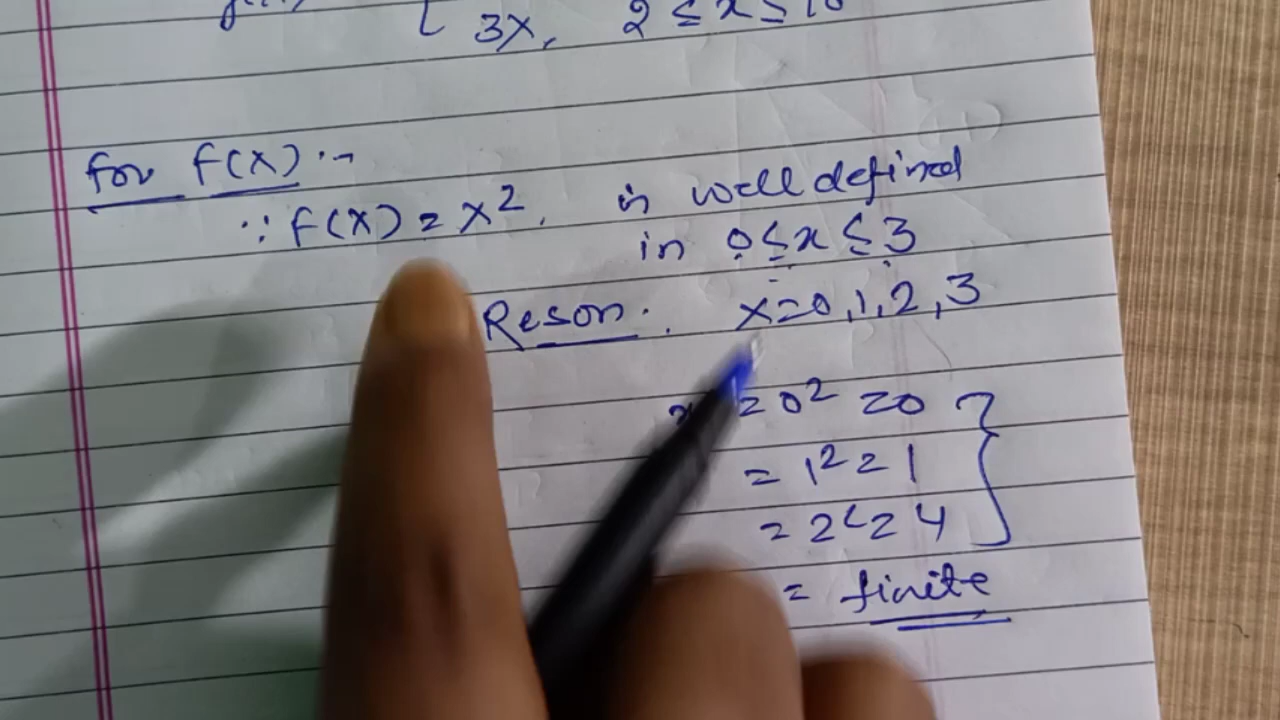 3x, 2 ≤ x ≤ 10
for f(x) :-
∵ f(x) = x², is well defined
in 0 ≤ x ≤ 3
Reson. x = 0, 1, 2, 3
= 0² = 0
= 1² = 1
= 2² = 4
= finite